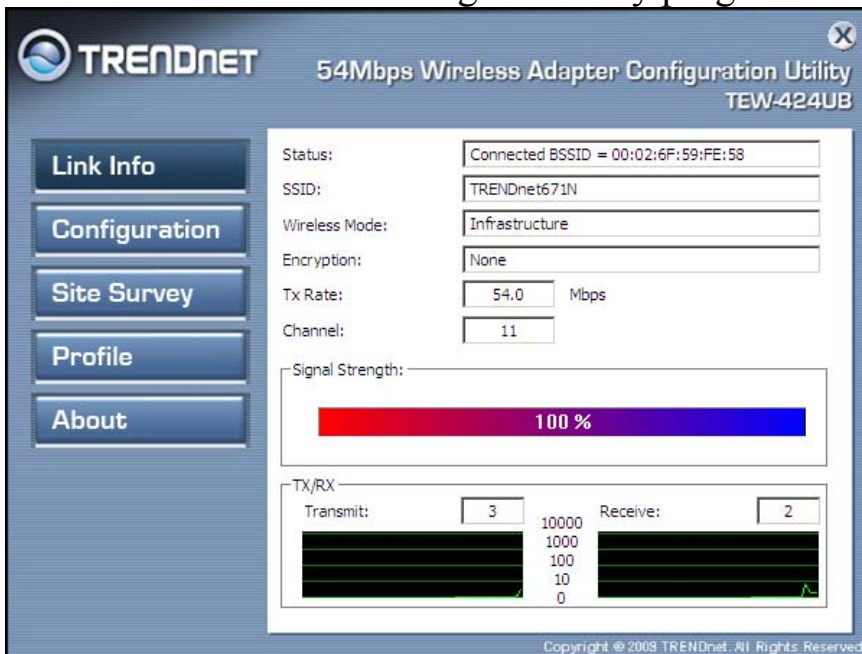 TRENDnet
54Mbps Wireless Adapter Configuration Utility
TEW-424UB
Link Info
Configuration
Site Survey
Profile
About
Status: Connected BSSID = 00:02:6F:59:FE:58
SSID: TRENDnet671N
Wireless Mode: Infrastructure
Encryption: None
Tx Rate: 54.0 Mbps
Channel: 11
Signal Strength:
100 %
TX/RX
Transmit: 3
10000
1000
100
10
0
Receive: 2
Copyright © 2009 TRENDnet. All Rights Reserved